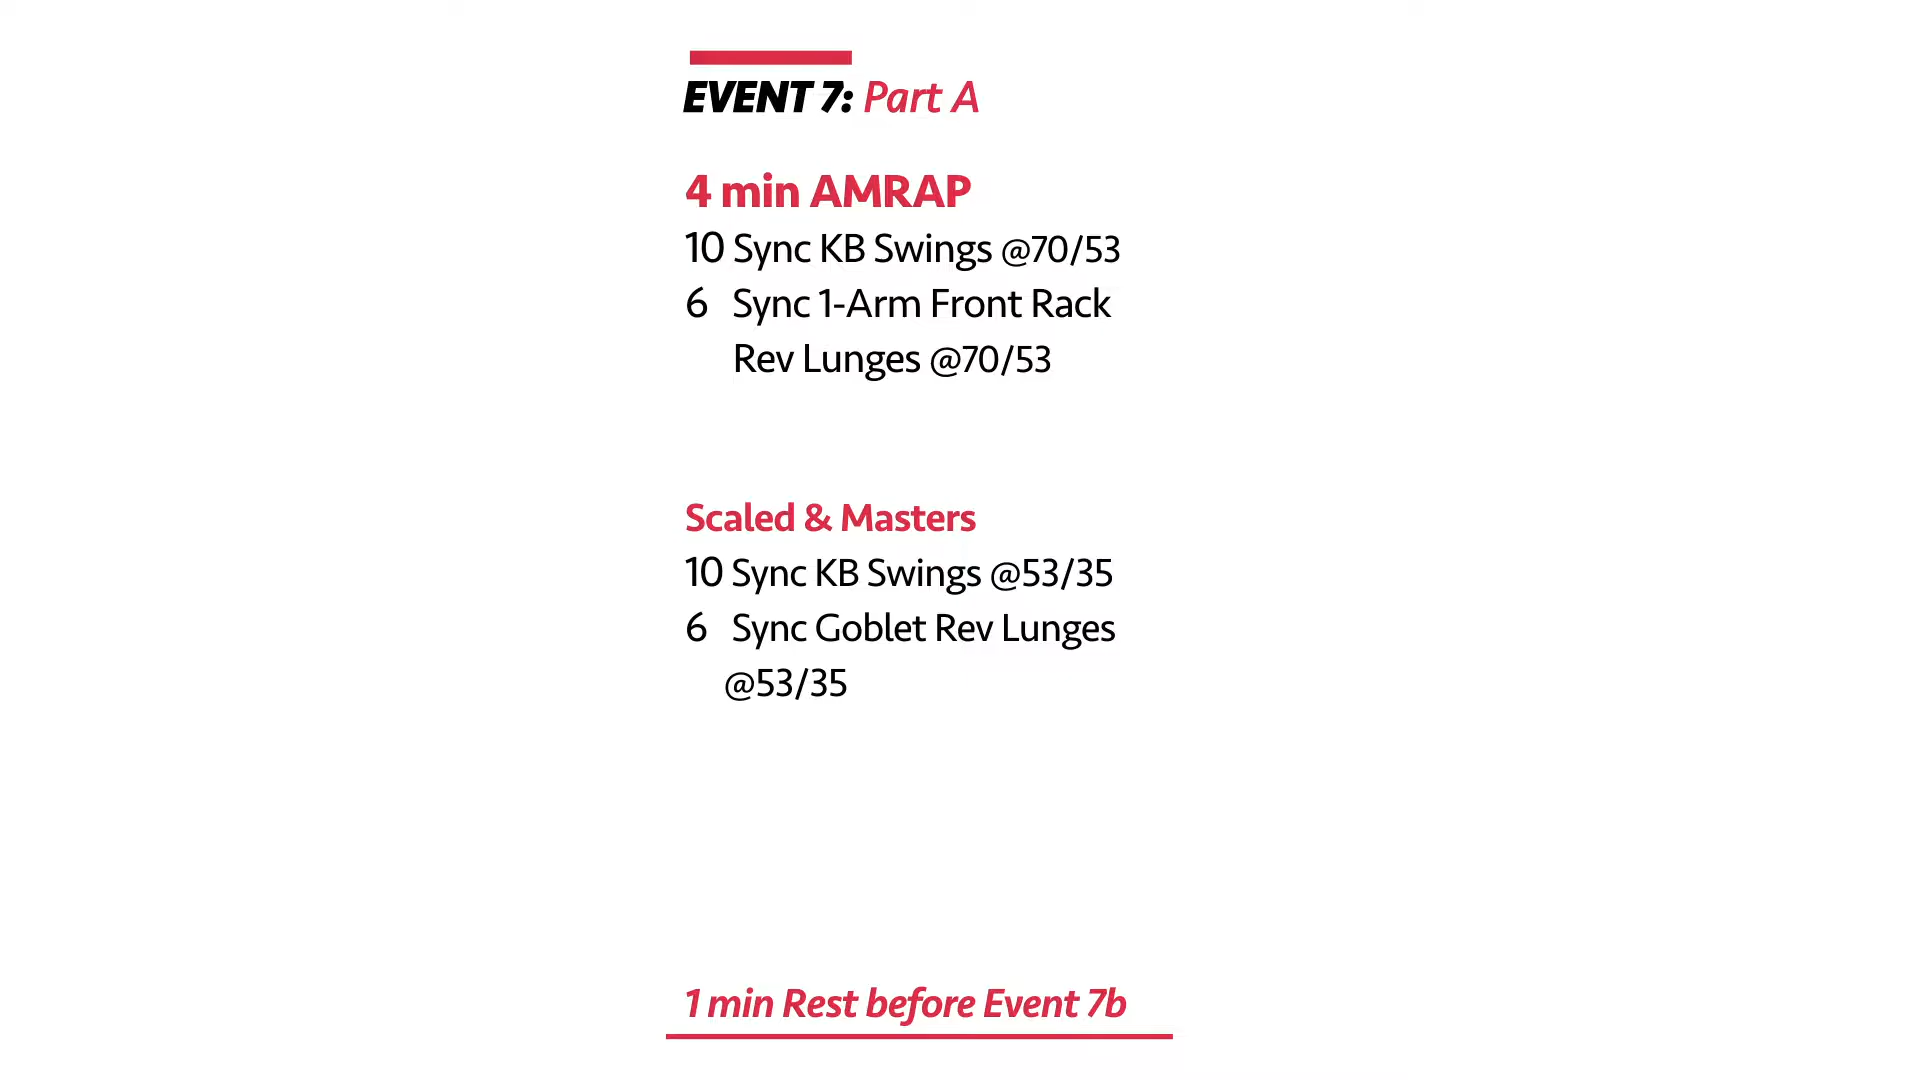 EVENT 7: Part A
4 min AMRAP
10 Sync KB Swings @70/53
6 Sync 1-Arm Front Rack
Rev Lunges @70/53
Scaled & Masters
10 Sync KB Swings @53/35
6 Sync Goblet Rev Lunges
@53/35
1 min Rest before Event 7b